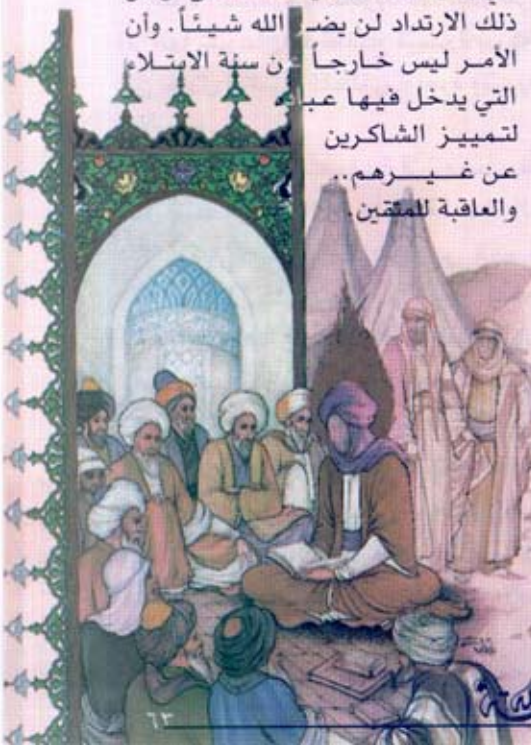 ذلك الارتداد لن يضر الله شيئاً. وأن
الأمر ليس خارجاً عن سنة الابتلاء
التي يدخل فيها عباده
لتمييز الشاكرين
عن غيرهم..
والعاقبة للمتقين.
٦٣